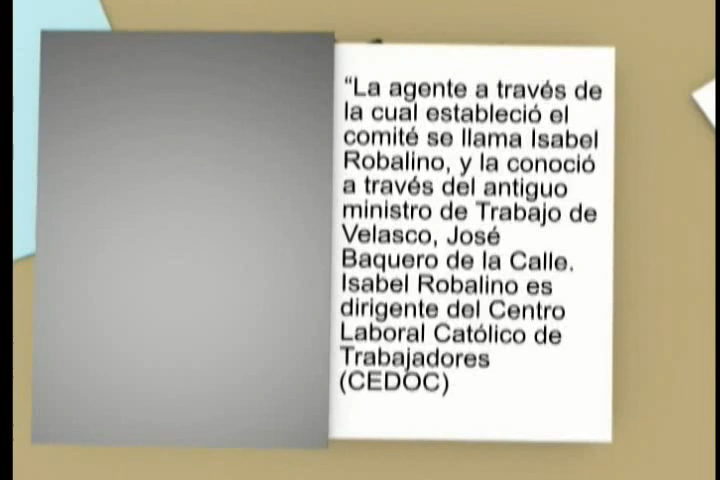 “La agente a través de
la cual estableció el
comité se llama Isabel
Robalino, y la conoció
a través del antiguo
ministro de Trabajo de
Velasco, José
Baquero de la Calle.
Isabel Robalino es
dirigente del Centro
Laboral Católico de
Trabajadores
(CEDOC)